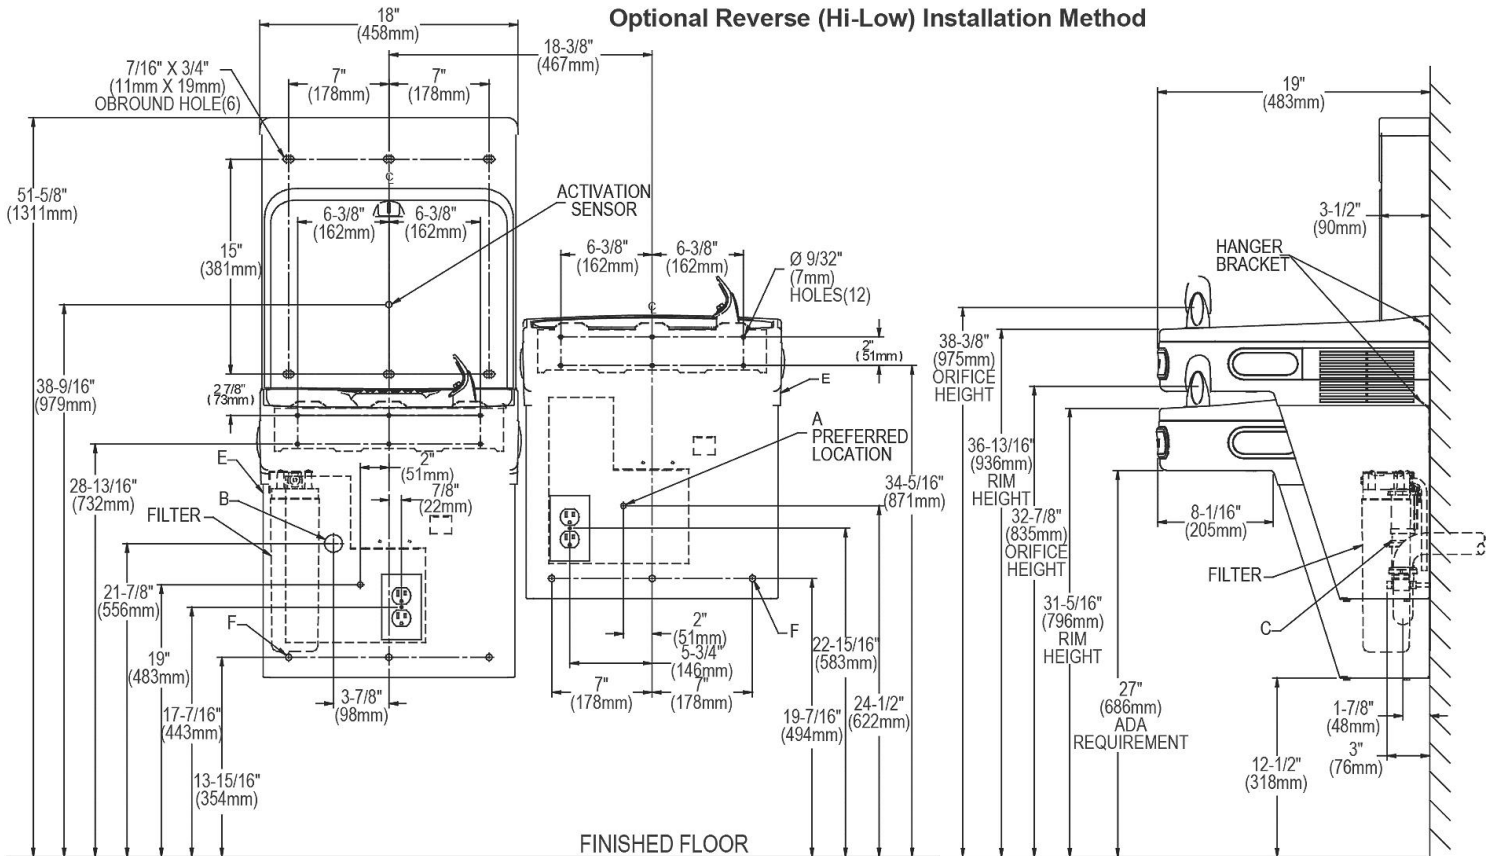 Optional Reverse (Hi-Low) Installation Method
18"
(458mm)
18-3/8"
(467mm)
7/16" X 3/4"
(11mm X 19mm)
OBROUND HOLE(6)
7"
(178mm)
7"
(178mm)
51-5/8"
(1311mm)
15"
(381mm)
C
L
6-3/8"
(162mm)
6-3/8"
(162mm)
ACTIVATION
SENSOR
6-3/8"
(162mm)
6-3/8"
(162mm)
Ø 9/32"
(7mm)
HOLES(12)
C
L
2"
(51mm)
E
38-9/16"
(979mm)
2 7/8"
(73mm)
A
PREFERRED
LOCATION
28-13/16"
(732mm)
E
2"
(51mm)
7/8"
(22mm)
34-5/16"
(871mm)
B
FILTER
21-7/8"
(556mm)
F
19"
(483mm)
3-7/8"
(98mm)
17-7/16"
(443mm)
13-15/16"
(354mm)
F
2"
(51mm)
5-3/4"
(146mm)
7"
(178mm)
7"
(178mm)
22-15/16"
(583mm)
24-1/2"
(622mm)
19-7/16"
(494mm)
FINISHED FLOOR
19"
(483mm)
3-1/2"
(90mm)
HANGER
BRACKET
38-3/8"
(975mm)
ORIFICE
HEIGHT
36-13/16"
(936mm)
RIM
HEIGHT
32-7/8"
(835mm)
ORIFICE
HEIGHT
31-5/16"
(796mm)
RIM
HEIGHT
8-1/16"
(205mm)
FILTER
C
27"
(686mm)
ADA
REQUIREMENT
1-7/8"
(48mm)
3"
(76mm)
12-1/2"
(318mm)